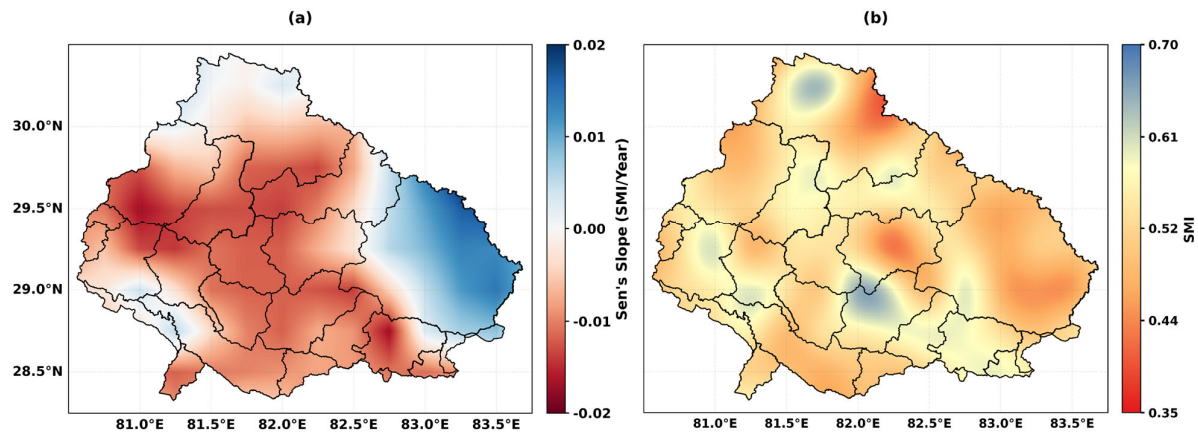 (a)
(b)
30.0°N
29.5°N
29.0°N
28.5°N
81.0°E 81.5°E 82.0°E 82.5°E 83.0°E 83.5°E
0.02
0.01
0.00
-0.01
-0.02
Sen's Slope (SMI/Year)
81.0°E 81.5°E 82.0°E 82.5°E 83.0°E 83.5°E
0.70
0.61
0.52
0.44
0.35
SMI